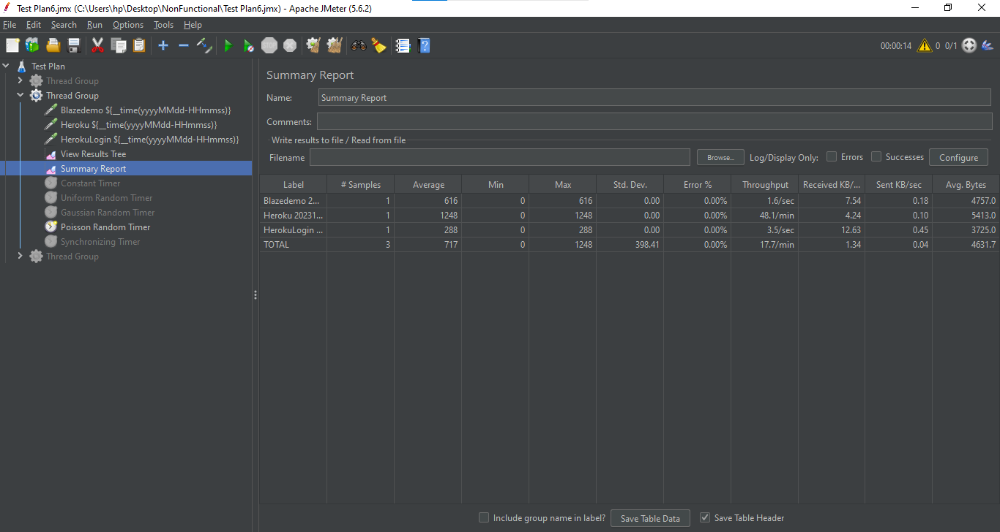 Test Plan6.jmx (C:\Users\hp\Desktop\NonFunctional\Test Plan6.jmx) - Apache JMeter (5.6.2)
File Edit Search Run Options Tools Help
STOP 00:00:14 0 0/1
Test Plan
Thread Group
Thread Group
Blazedemo ${__time(yyyyMMdd-HHmmss)}
Heroku ${__time(yyyyMMdd-HHmmss)}
HerokuLogin ${__time(yyyyMMdd-HHmmss)}
View Results Tree
Summary Report
Constant Timer
Uniform Random Timer
Gaussian Random Timer
Poisson Random Timer
Synchronizing Timer
Thread Group
Summary Report
Name: Summary Report
Comments:
Write results to file / Read from file
Filename Browse... Log/Display Only: Errors Successes Configure
Label # Samples Average Min Max Std. Dev. Error % Throughput Received KB/... Sent KB/sec Avg. Bytes
Blazedemo 2... 1 616 0 616 0.00 0.00% 1.6/sec 7.54 0.18 4757.0
Heroku 20231... 1 1248 0 1248 0.00 0.00% 48.1/min 4.24 0.10 5413.0
HerokuLogin ... 1 288 0 288 0.00 0.00% 3.5/sec 12.63 0.45 3725.0
TOTAL 3 717 0 1248 398.41 0.00% 17.7/min 1.34 0.04 4631.7
Include group name in label? Save Table Data Save Table Header